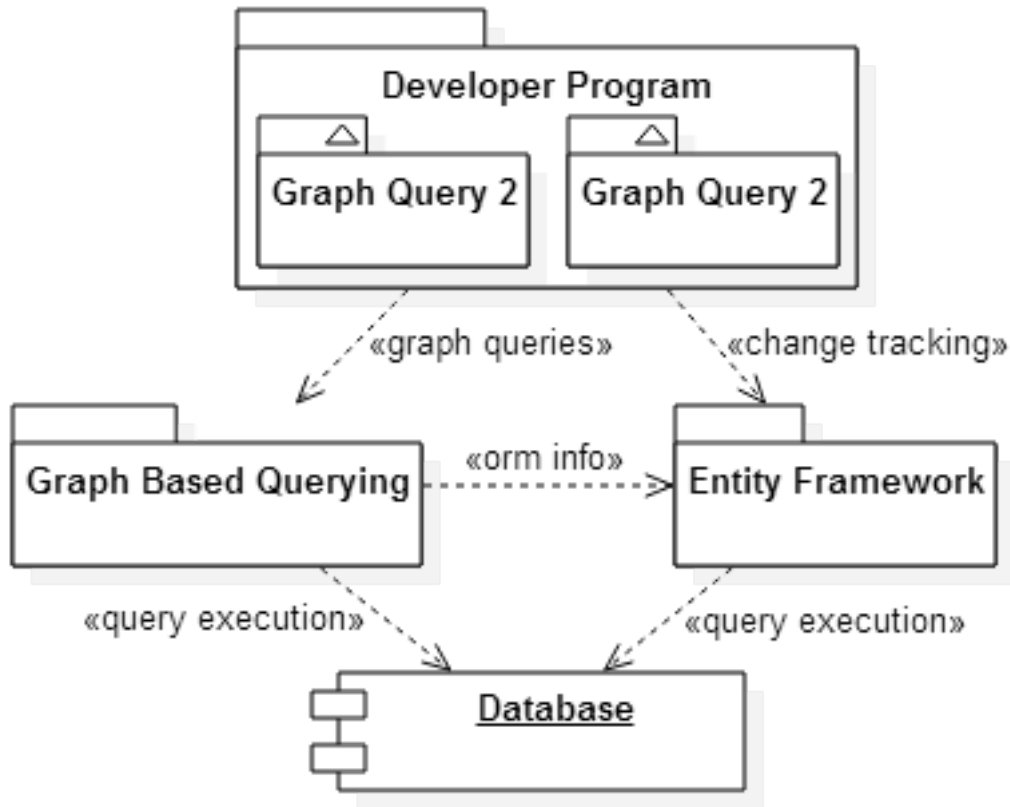 Developer Program
Graph Query 2
Graph Query 2
«graph queries»
«change tracking»
Graph Based Querying
«orm info»
Entity Framework
«query execution»
«query execution»
Database